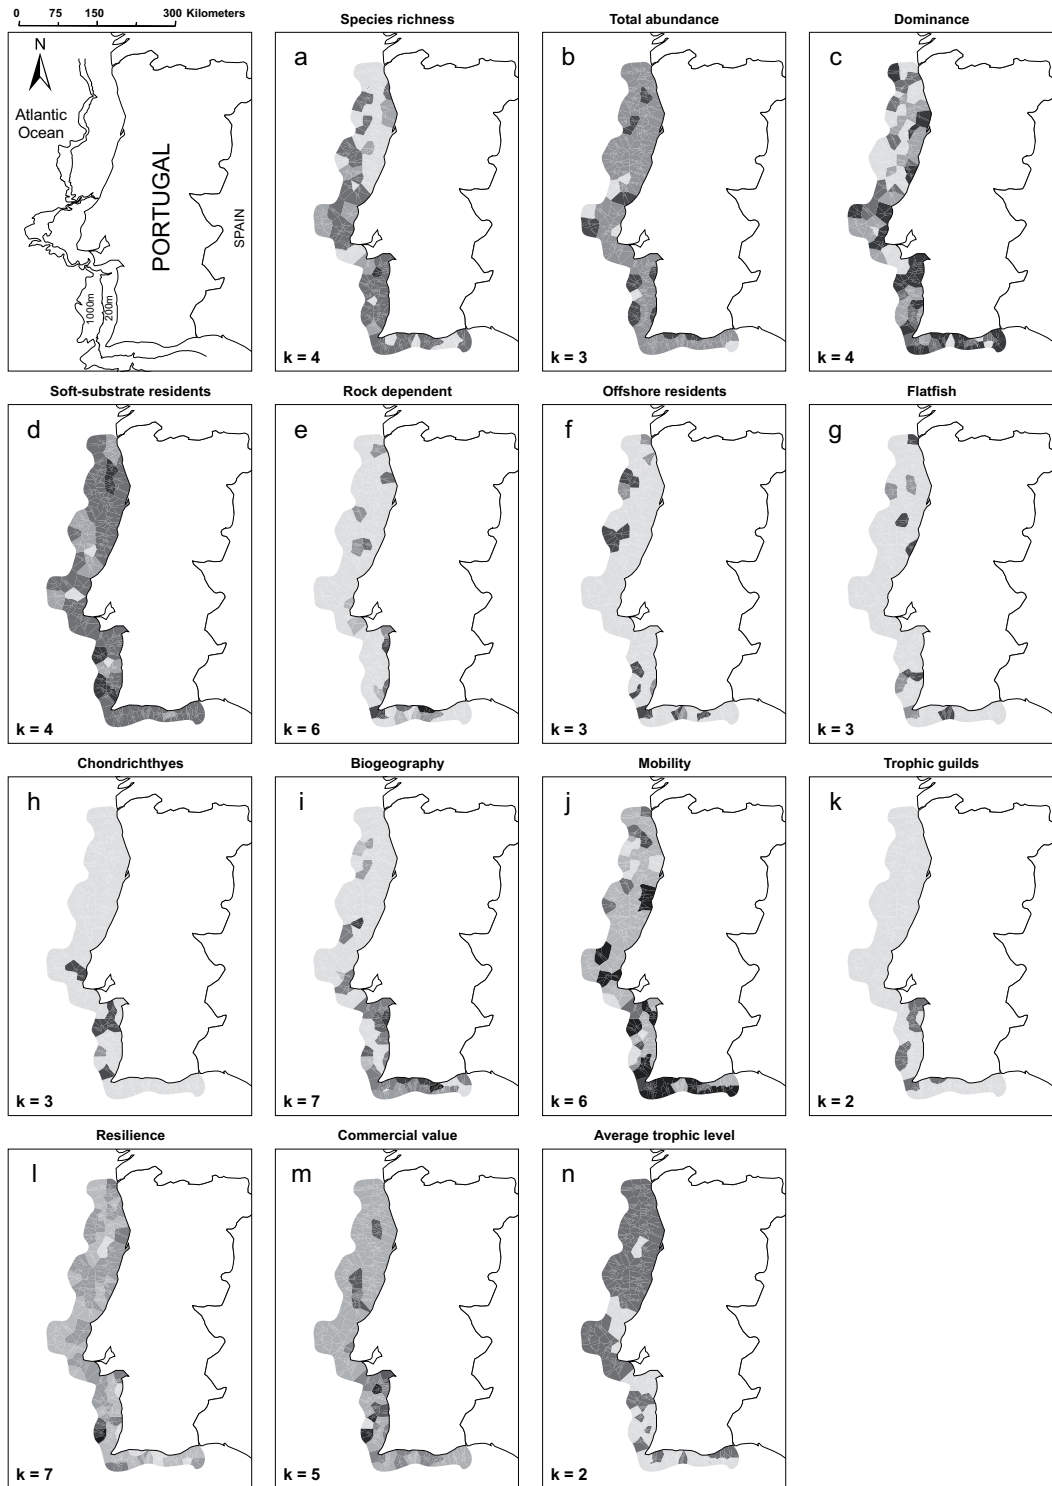 0 75 150 300 Kilometers
Species richness
Total abundance
Dominance
N
Atlantic
Ocean
PORTUGAL
SPAIN
1000m
200m
a
k = 4
b
k = 3
c
k = 4
Soft-substrate residents
Rock dependent
Offshore residents
Flatfish
d
k = 4
e
k = 6
f
k = 3
g
k = 3
Chondrichthyes
Biogeography
Mobility
Trophic guilds
h
k = 3
i
k = 7
j
k = 6
k
k = 2
Resilience
Commercial value
Average trophic level
l
k = 7
m
k = 5
n
k = 2